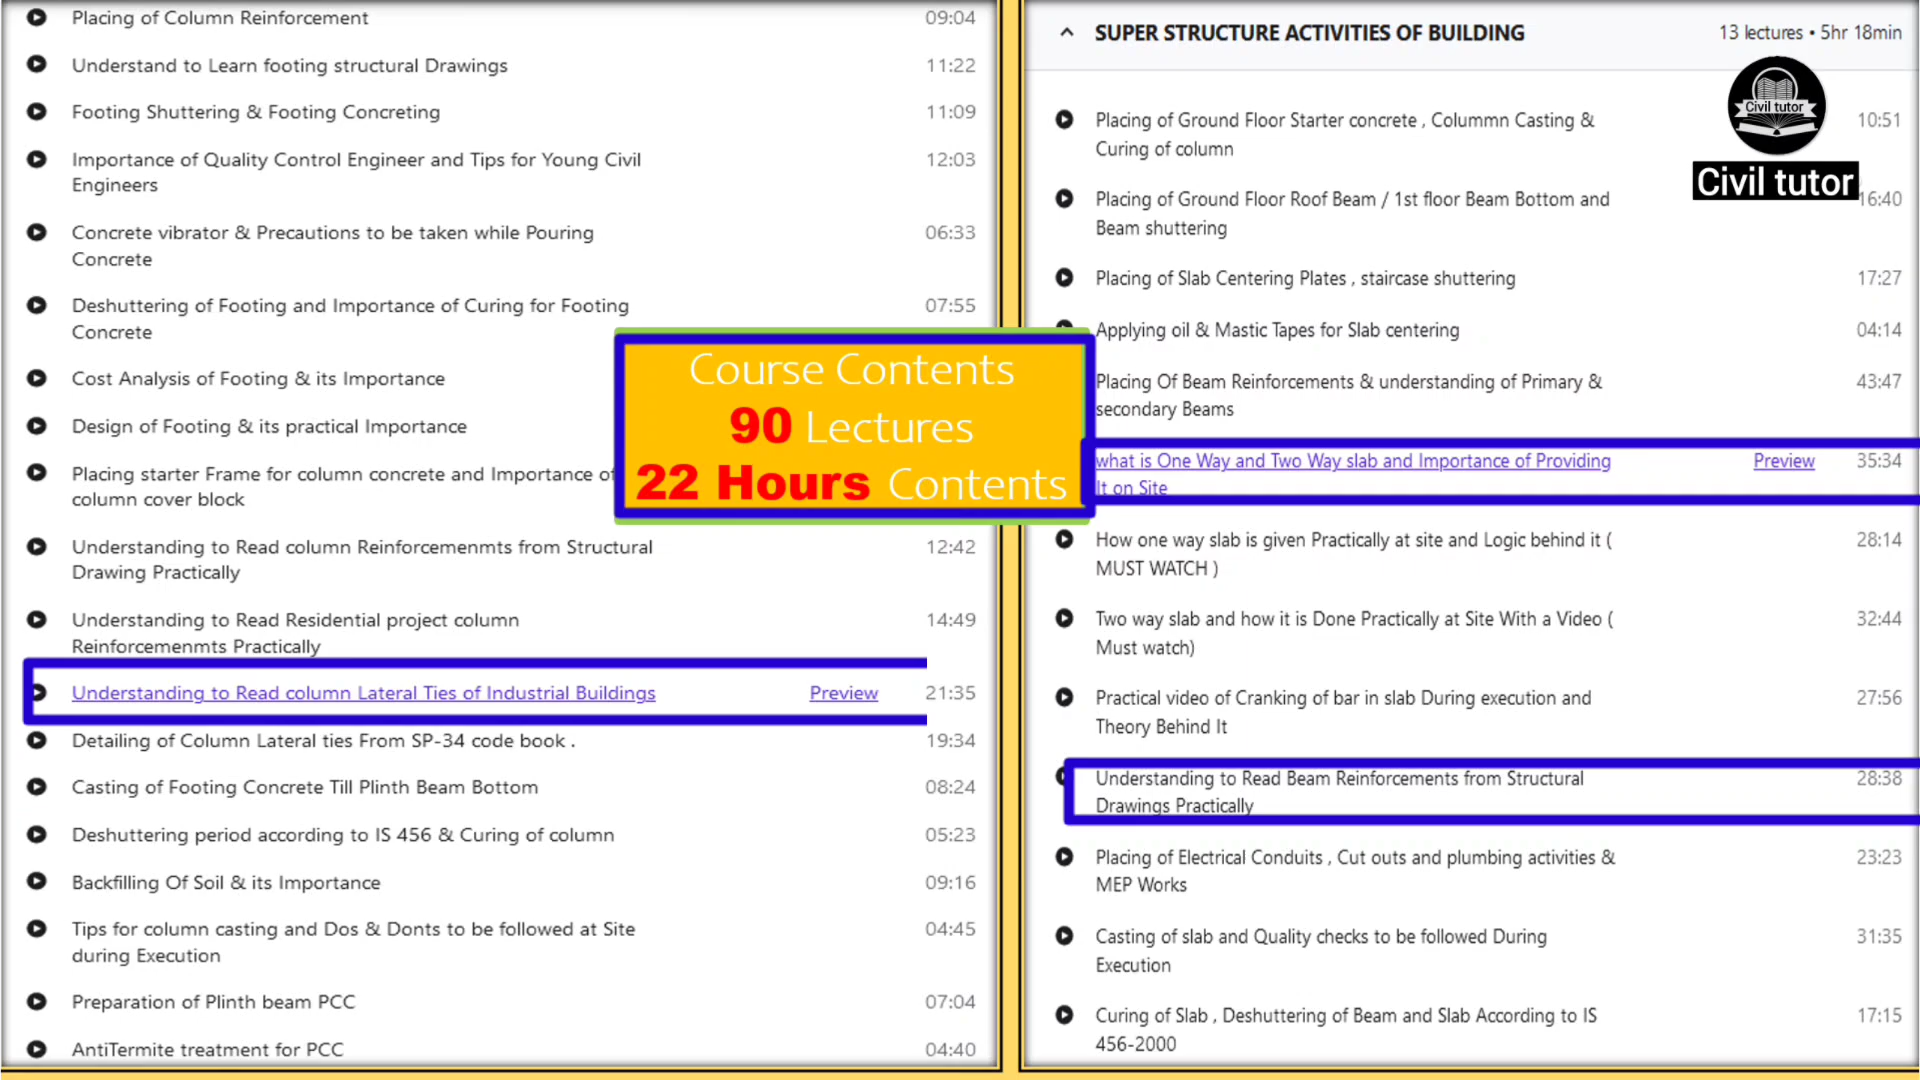 Placing of Column Reinforcement 09:04
Understand to Learn footing structural Drawings 11:22
Footing Shuttering & Footing Concreting 11:09
Importance of Quality Control Engineer and Tips for Young Civil 12:03
Engineers
Concrete vibrator & Precautions to be taken while Pouring 06:33
Concrete
Deshuttering of Footing and Importance of Curing for Footing 07:55
Concrete
Cost Analysis of Footing & its Importance
Design of Footing & its practical Importance
Placing starter Frame for column concrete and Importance of
column cover block
Understanding to Read column Reinforcemenmts from Structural 12:42
Drawing Practically
Understanding to Read Residential project column 14:49
Reinforcemenmts Practically
Understanding to Read column Lateral Ties of Industrial Buildings Preview 21:35
Detailing of Column Lateral ties From SP-34 code book . 19:34
Casting of Footing Concrete Till Plinth Beam Bottom 08:24
Deshuttering period according to IS 456 & Curing of column 05:23
Backfilling Of Soil & its Importance 09:16
Tips for column casting and Dos & Donts to be followed at Site 04:45
during Execution
Preparation of Plinth beam PCC 07:04
AntiTermite treatment for PCC 04:40
Course Contents
90 Lectures
22 Hours Contents
SUPER STRUCTURE ACTIVITIES OF BUILDING 13 lectures • 5hr 18min
Civil tutor
Civil tutor
Placing of Ground Floor Starter concrete , Colummn Casting & 10:51
Curing of column
Placing of Ground Floor Roof Beam / 1st floor Beam Bottom and 16:40
Beam shuttering
Placing of Slab Centering Plates , staircase shuttering 17:27
Applying oil & Mastic Tapes for Slab centering 04:14
Placing Of Beam Reinforcements & understanding of Primary & 43:47
secondary Beams
what is One Way and Two Way slab and Importance of Providing Preview 35:34
It on Site
How one way slab is given Practically at site and Logic behind it ( 28:14
MUST WATCH )
Two way slab and how it is Done Practically at Site With a Video ( 32:44
Must watch)
Practical video of Cranking of bar in slab During execution and 27:56
Theory Behind It
Understanding to Read Beam Reinforcements from Structural 28:38
Drawings Practically
Placing of Electrical Conduits , Cut outs and plumbing activities & 23:23
MEP Works
Casting of slab and Quality checks to be followed During 31:35
Execution
Curing of Slab , Deshuttering of Beam and Slab According to IS 17:15
456-2000